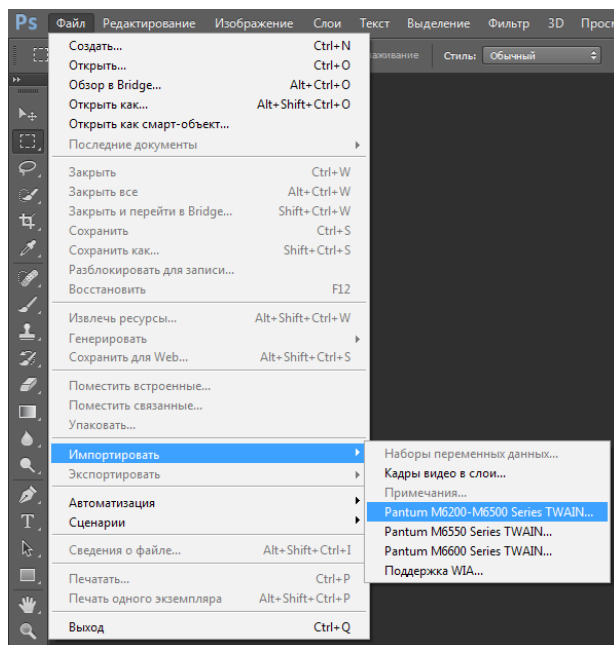 Ps Файл Редактирование Изображение Слои Текст Выделение Фильтр 3D Просм
Создать... Ctrl+N
Открыть... Ctrl+O
Обзор в Bridge... Alt+Ctrl+O
Открыть как... Alt+Shift+Ctrl+O
Открыть как смарт-объект...
Последние документы
Закрыть Ctrl+W
Закрыть все Alt+Ctrl+W
Закрыть и перейти в Bridge... Shift+Ctrl+W
Сохранить Ctrl+S
Сохранить как... Shift+Ctrl+S
Разблокировать для записи...
Восстановить F12
Извлечь ресурсы... Alt+Shift+Ctrl+W
Генерировать
Сохранить для Web... Alt+Shift+Ctrl+S
Поместить встроенные...
Поместить связанные...
Упаковать...
Импортировать
Экспортировать
Автоматизация
Сценарии
Сведения о файле... Alt+Shift+Ctrl+I
Печатать... Ctrl+P
Печать одного экземпляра Alt+Shift+Ctrl+P
Выход Ctrl+Q
Стиль: Обычный
Наборы переменных данных...
Кадры видео в слои...
Примечания...
Pantum M6200-M6500 Series TWAIN...
Pantum M6550 Series TWAIN...
Pantum M6600 Series TWAIN...
Поддержка WIA...